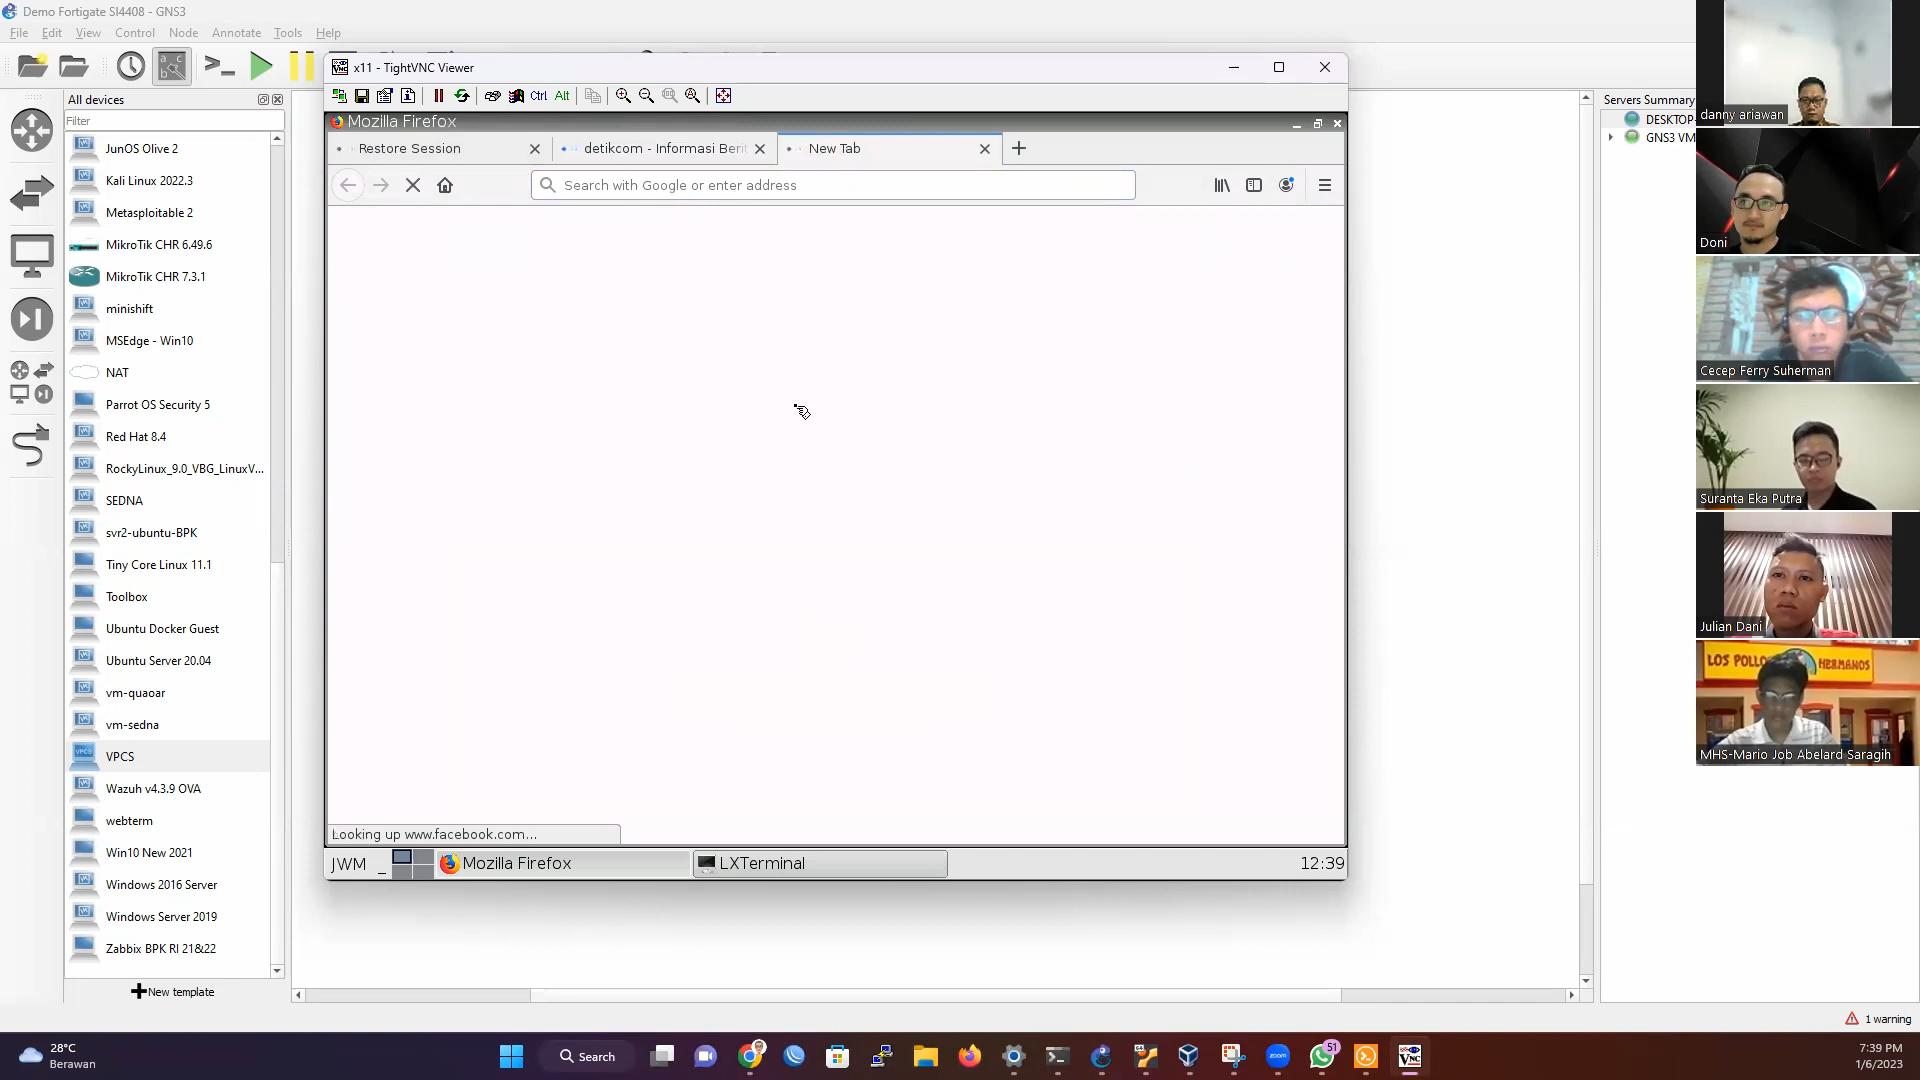 Demo Fortigate SI4408 - GNS3
File Edit View Control Node Annotate Tools Help
All devices
Filter
JunOS Olive 2
Kali Linux 2022.3
Metasploitable 2
MikroTik CHR 6.49.6
MikroTik CHR 7.3.1
minishift
MSEdge - Win10
NAT
Parrot OS Security 5
Red Hat 8.4
RockyLinux_9.0_VBG_LinuxV...
SEDNA
svr2-ubuntu-BPK
Tiny Core Linux 11.1
Toolbox
Ubuntu Docker Guest
Ubuntu Server 20.04
vm-quaoar
vm-sedna
VPCS
Wazuh v4.3.9 OVA
webterm
Win10 New 2021
Windows 2016 Server
Windows Server 2019
Zabbix BPK RI 21&22
New template
x11 - TightVNC Viewer
Ctrl Alt
Mozilla Firefox
Restore Session
detikcom - Informasi Berit
New Tab
Search with Google or enter address
Looking up www.facebook.com...
JWM
Mozilla Firefox
LXTerminal
12:39
Servers Summary
DESKTOP
GNS3 VM
danny ariawan
Doni
Cecep Ferry Suherman
Suranta Eka Putra
Julian Dani
LOS POLLO HERMANOS
MHS-Mario Job Abelard Saragih
1 warning
28°C
Berawan
Search
zoom
51
VNC
7:39 PM
1/6/2023